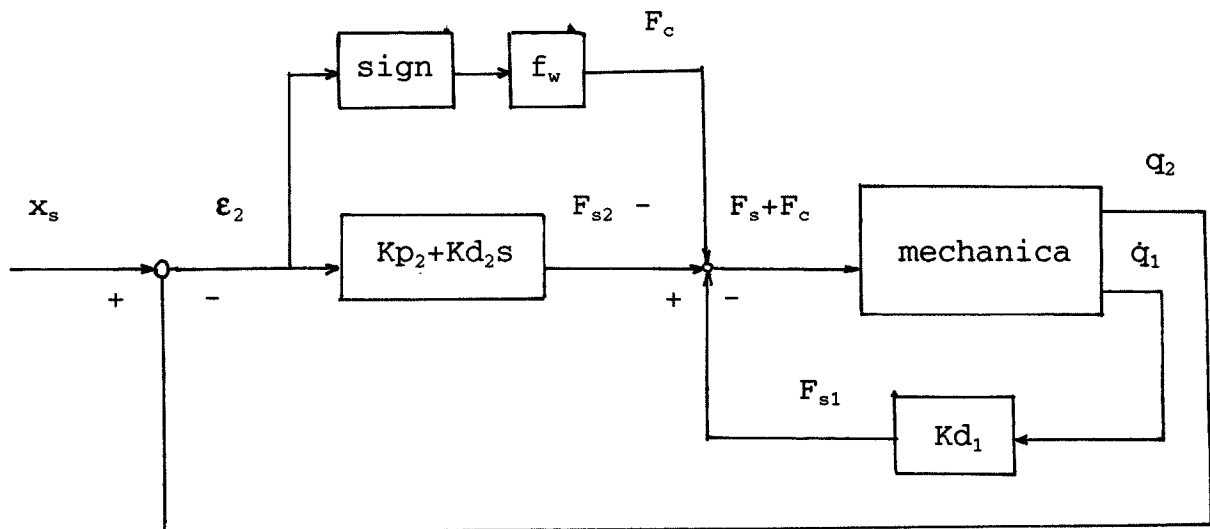 F_c
sign
f_w
q_2
x_s
ε_2
F_s2 -
F_s+F_c
Kp_2+Kd_2s
mechanica
q̇_1
+
-
+
-
F_s1
Kd_1